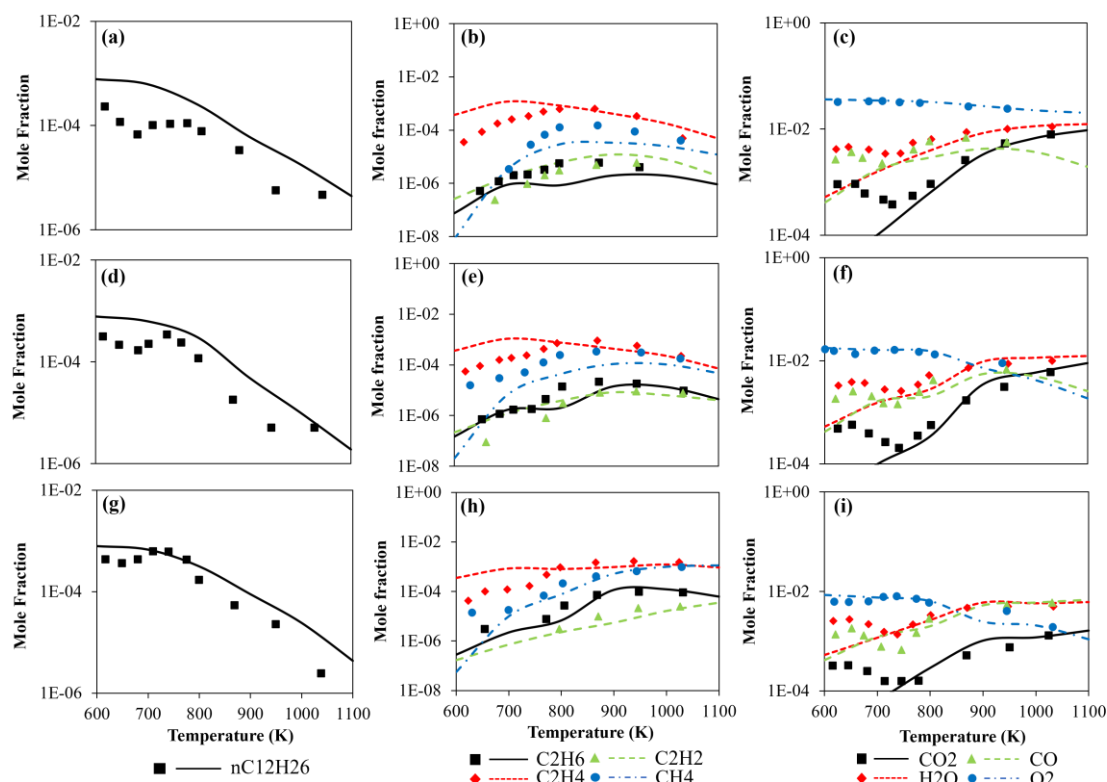 (a)
1E-02
1E-04
1E-06
Mole Fraction
600 700 800 900 1000 1100
(b)
1E+00
1E-02
1E-04
1E-06
1E-08
Mole fraction
600 700 800 900 1000 1100
(c)
1E+00
1E-02
1E-04
Mole Fraction
600 700 800 900 1000 1100
(d)
1E-02
1E-04
1E-06
Mole Fraction
600 700 800 900 1000 1100
(e)
1E+00
1E-02
1E-04
1E-06
1E-08
Mole fraction
600 700 800 900 1000 1100
(f)
1E+00
1E-02
1E-04
Mole Fraction
600 700 800 900 1000 1100
(g)
1E-02
1E-04
1E-06
Mole Fraction
600 700 800 900 1000 1100
Temperature (K)
nC12H26
(h)
1E+00
1E-02
1E-04
1E-06
1E-08
Mole fraction
600 700 800 900 1000 1100
Temperature (K)
C2H6 C2H2
C2H4 CH4
(i)
1E+00
1E-02
1E-04
Mole Fraction
600 700 800 900 1000 1100
Temperature (K)
CO2 CO
H2O O2